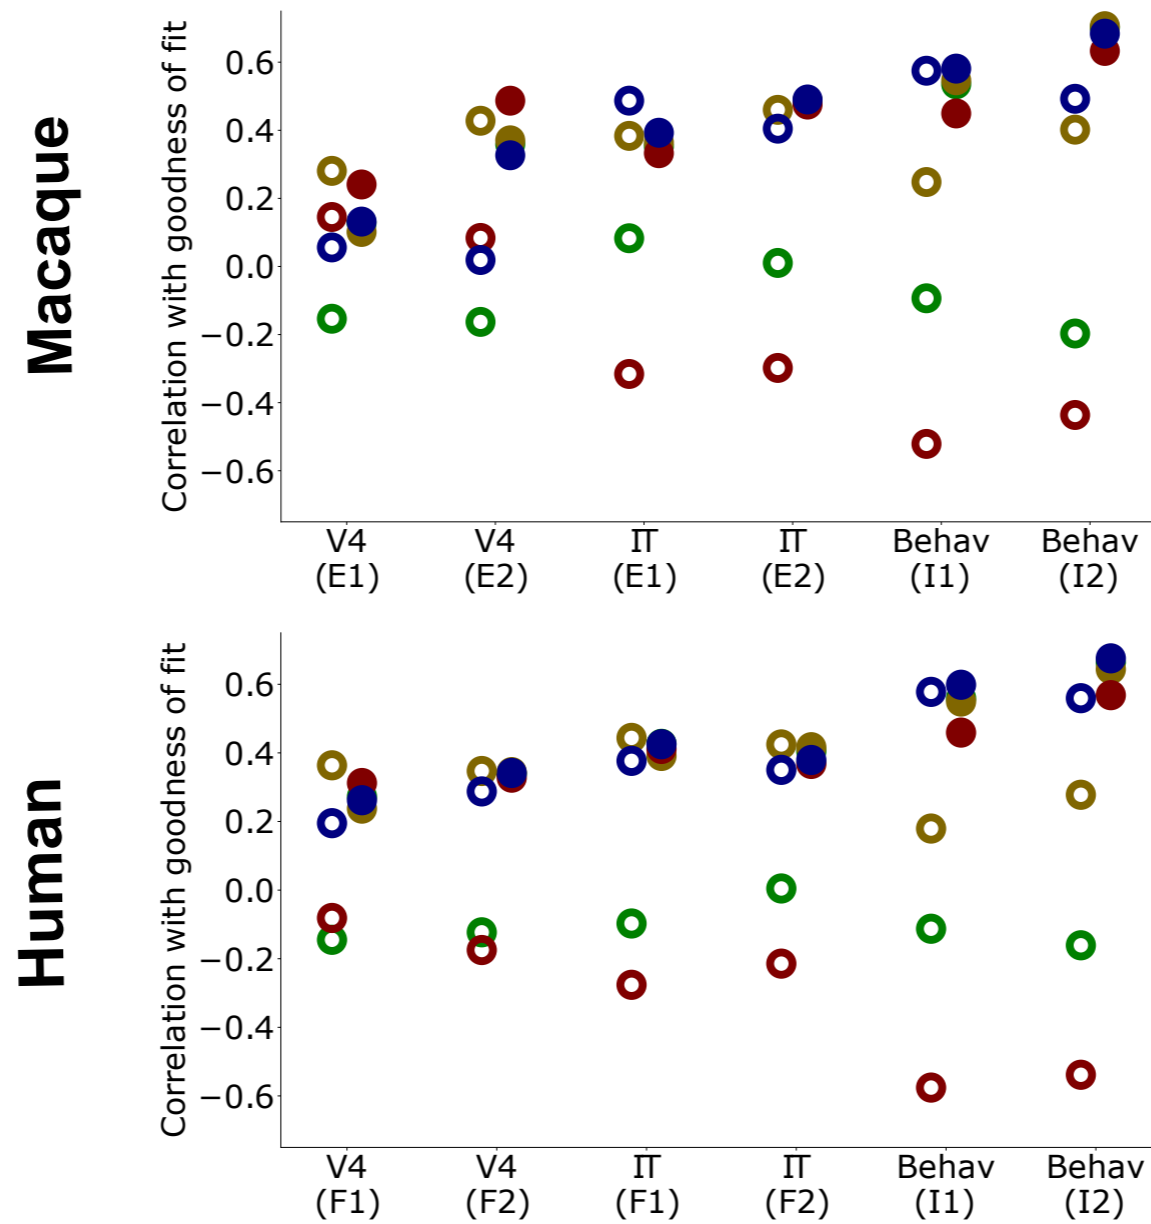 Macaque
Correlation with goodness of fit
0.6
0.4
0.2
0.0
−0.2
−0.4
−0.6
V4 V4 IT IT Behav Behav
(E1) (E2) (E1) (E2) (I1) (I2)
Human
Correlation with goodness of fit
0.6
0.4
0.2
0.0
−0.2
−0.4
−0.6
V4 V4 IT IT Behav Behav
(F1) (F2) (F1) (F2) (I1) (I2)